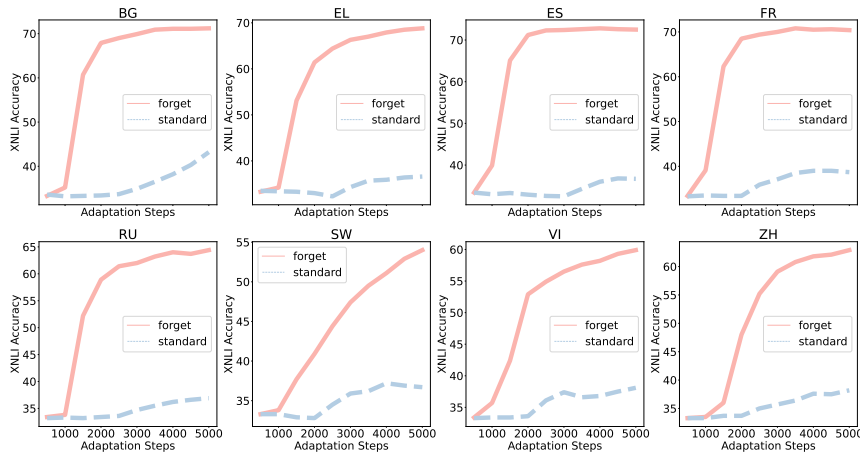 BG
XNLI Accuracy
70
60
50
40
forget
standard
Adaptation Steps
EL
XNLI Accuracy
70
60
50
40
forget
standard
Adaptation Steps
ES
XNLI Accuracy
70
60
50
40
forget
standard
Adaptation Steps
FR
XNLI Accuracy
70
60
50
40
forget
standard
Adaptation Steps
RU
XNLI Accuracy
65
60
55
50
45
40
35
forget
standard
1000 2000 3000 4000 5000
Adaptation Steps
SW
XNLI Accuracy
55
50
45
40
35
forget
standard
1000 2000 3000 4000 5000
Adaptation Steps
VI
XNLI Accuracy
60
55
50
45
40
35
forget
standard
1000 2000 3000 4000 5000
Adaptation Steps
ZH
XNLI Accuracy
60
55
50
45
40
35
forget
standard
1000 2000 3000 4000 5000
Adaptation Steps